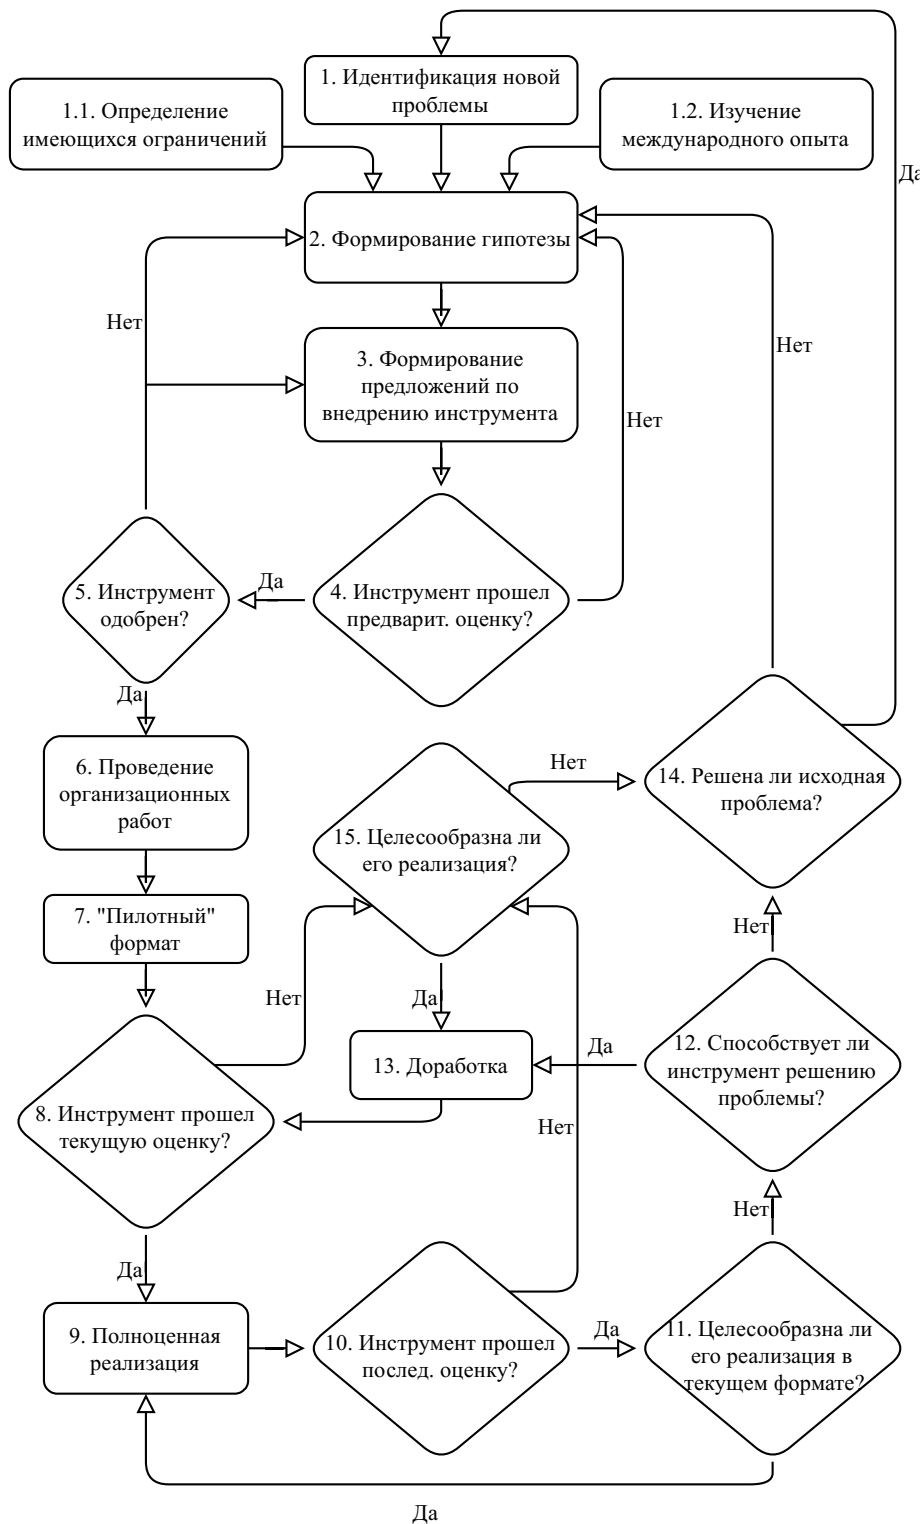 1. Идентификация новой
проблемы
1.1. Определение
имеющихся ограничений
1.2. Изучение
международного опыта
Да
2. Формирование гипотезы
Нет
Нет
3. Формирование
предложений по
внедрению инструмента
Нет
5. Инструмент
одобрен?
Да
4. Инструмент прошел
предварит. оценку?
Да
6. Проведение
организационных
работ
Нет
14. Решена ли исходная
проблема?
15. Целесообразна ли
его реализация?
7. "Пилотный"
формат
Нет
Нет
Да
13. Доработка
Да
12. Способствует ли
инструмент решению
проблемы?
8. Инструмент прошел
текущую оценку?
Нет
Нет
Да
9. Полноценная
реализация
10. Инструмент прошел
послед. оценку?
Да
11. Целесообразна ли
его реализация в
текущем формате?
Да